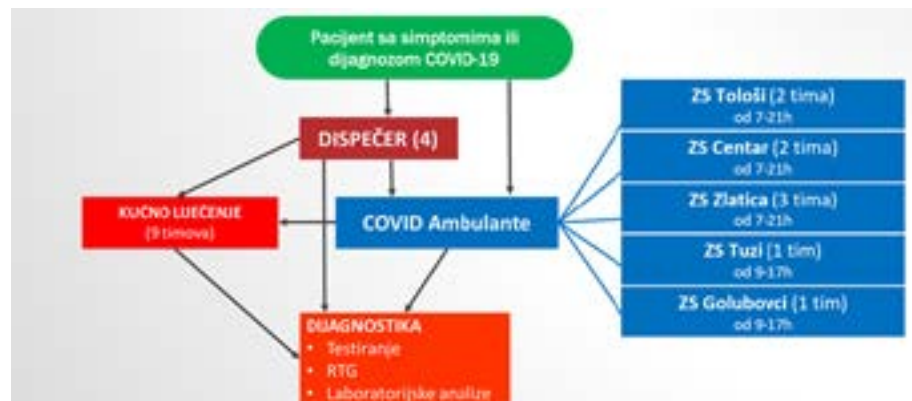 Pacijent sa simptomima ili
dijagnozom COVID-19
DISPEČER (4)
KUĆNO LIJEČENJE
(9 timova)
COVID Ambulante
DIJAGNOSTIKA
• Testiranje
• RTG
• Laboratorijske analize
ZS Tološi (2 tima)
od 7-21h
ZS Centar (2 tima)
od 7-21h
ZS Zlatica (3 tima)
od 7-21h
ZS Tuzi (1 tim)
od 9-17h
ZS Golubovci (1 tim)
od 9-17h